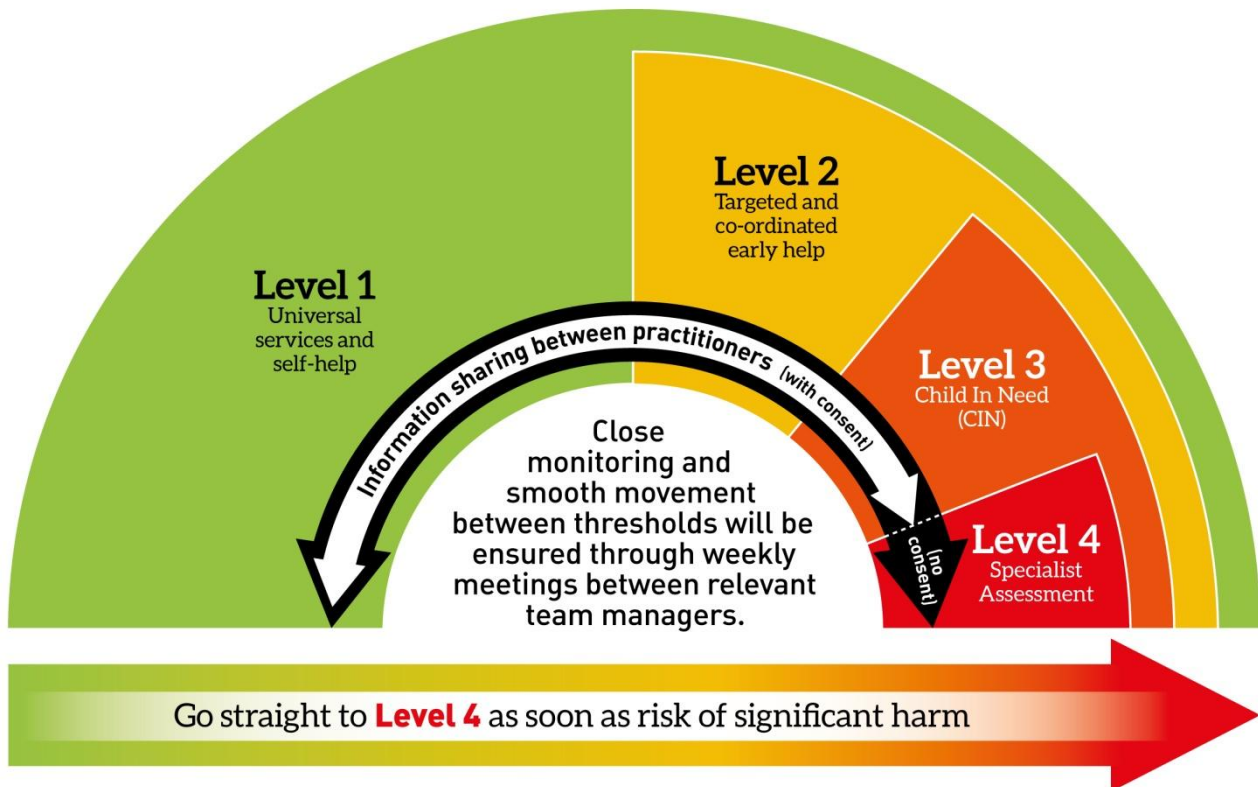 Level 1
Universal
services and
self-help
Level 2
Targeted and
co-ordinated
early help
Level 3
Child In Need
(CIN)
Level 4
Specialist
Assessment
Information sharing between practitioners (with consent)
(no
consent)
Close
monitoring and
smooth movement
between thresholds will be
ensured through weekly
meetings between relevant
team managers.
Go straight to Level 4 as soon as risk of significant harm